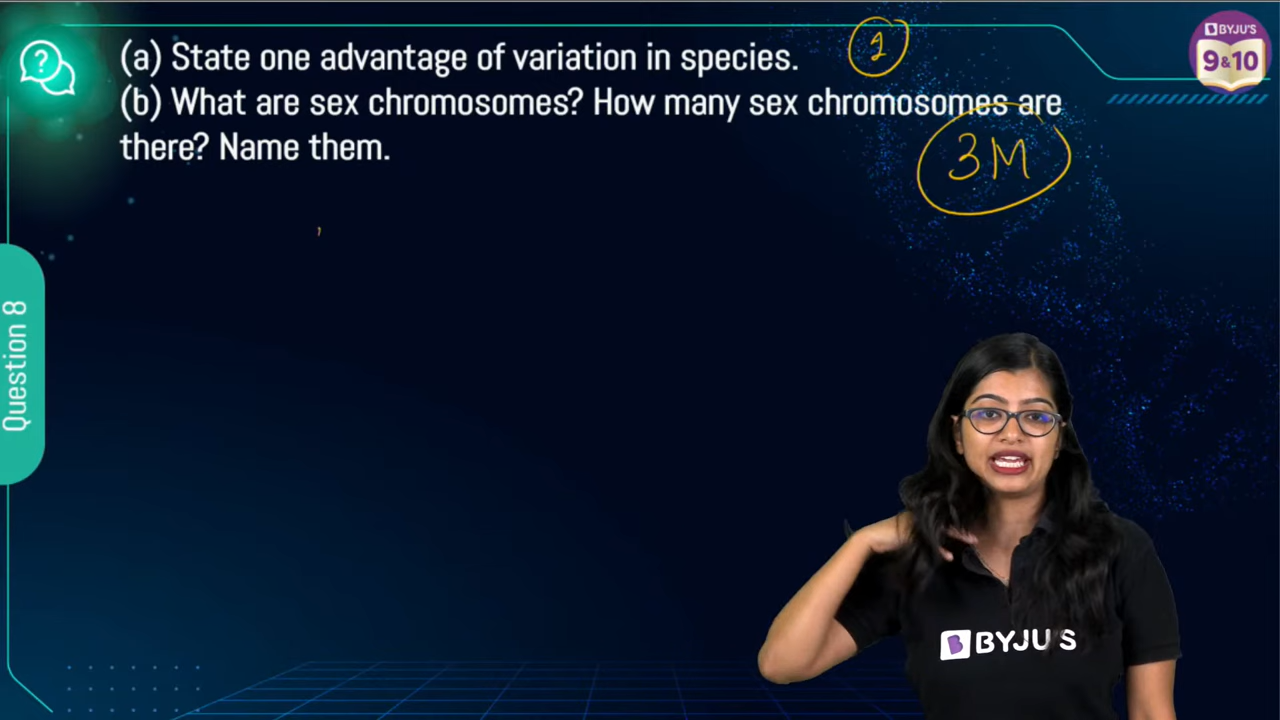 (a) State one advantage of variation in species.
1
(b) What are sex chromosomes? How many sex chromosomes are
there? Name them.
3M
BYJU'S
9&10
Question 8
BYJU'S